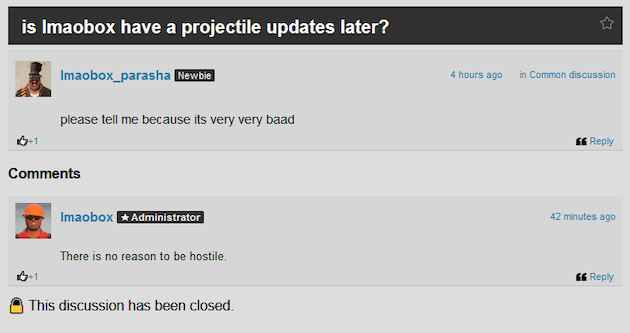 is lmaobox have a projectile updates later?
lmaobox_parasha Newbie 4 hours ago in Common discussion
please tell me because its very very baad
+1 Reply
Comments
lmaobox ★ Administrator 42 minutes ago
There is no reason to be hostile.
+1 Reply
This discussion has been closed.